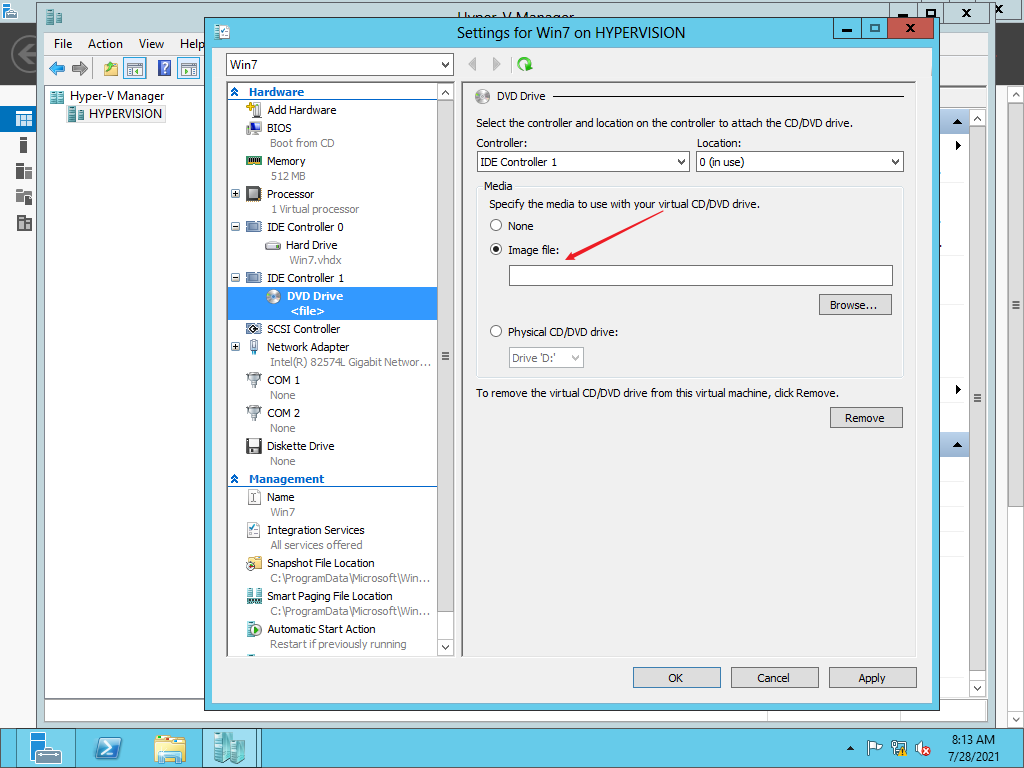 Hyper-V Manager
Settings for Win7 on HYPERVISION
File Action View Help
Win7
Hyper-V Manager
HYPERVISION
Hardware
Add Hardware
BIOS
Boot from CD
Memory
512 MB
Processor
1 Virtual processor
IDE Controller 0
Hard Drive
Win7.vhdx
IDE Controller 1
DVD Drive
<file>
SCSI Controller
Network Adapter
Intel(R) 82574L Gigabit Networ...
COM 1
None
COM 2
None
Diskette Drive
None
Management
Name
Win7
Integration Services
All services offered
Snapshot File Location
C:\ProgramData\Microsoft\Win...
Smart Paging File Location
C:\ProgramData\Microsoft\Win...
Automatic Start Action
Restart if previously running
DVD Drive
Select the controller and location on the controller to attach the CD/DVD drive.
Controller: Location:
IDE Controller 1 0 (in use)
Media
Specify the media to use with your virtual CD/DVD drive.
None
Image file:
Browse...
Physical CD/DVD drive:
Drive 'D:'
To remove the virtual CD/DVD drive from this virtual machine, click Remove.
Remove
OK Cancel Apply
8:13 AM
7/28/2021